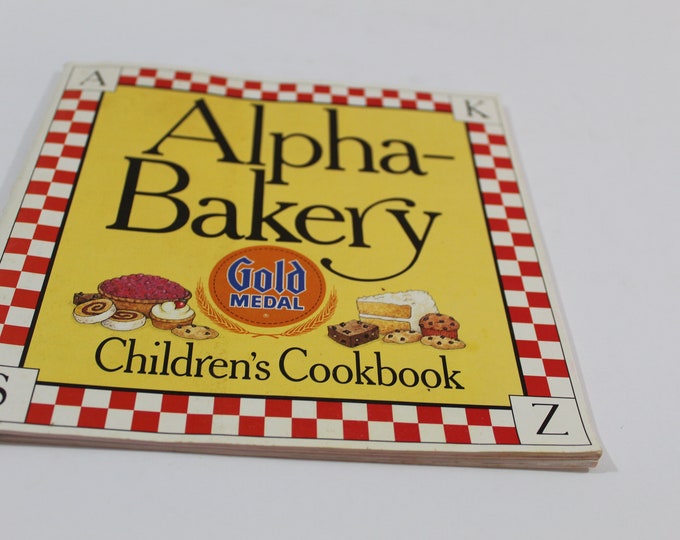 A
K
Alpha-
Bakery
Gold
MEDAL
Children's Cookbook
S
Z